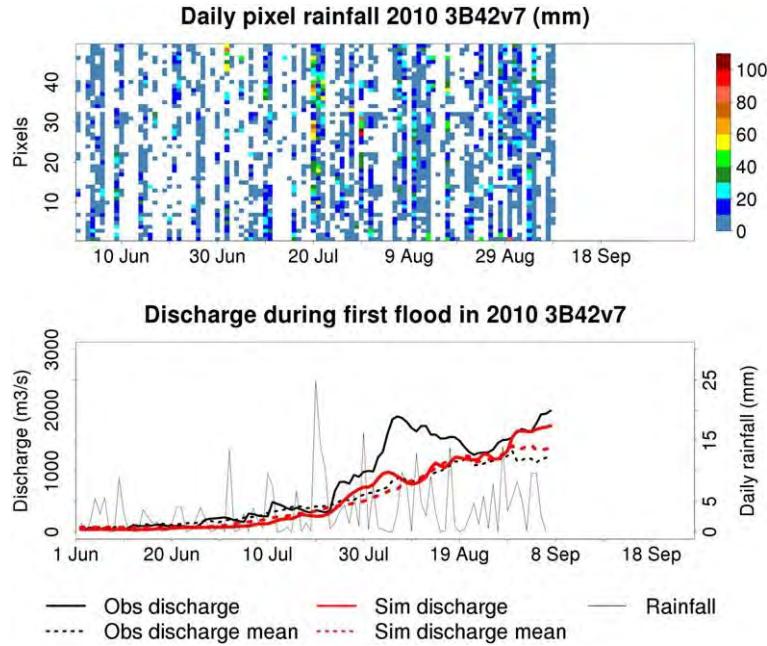 Daily pixel rainfall 2010 3B42v7 (mm)
Pixels
10 20 30 40
10 Jun 30 Jun 20 Jul 9 Aug 29 Aug 18 Sep
100
80
60
40
20
0
Discharge during first flood in 2010 3B42v7
Discharge (m3/s)
0 1000 2000 3000
Daily rainfall (mm)
0 5 15 25
1 Jun 20 Jun 10 Jul 30 Jul 19 Aug 8 Sep 18 Sep
Obs discharge Sim discharge Rainfall
Obs discharge mean Sim discharge mean